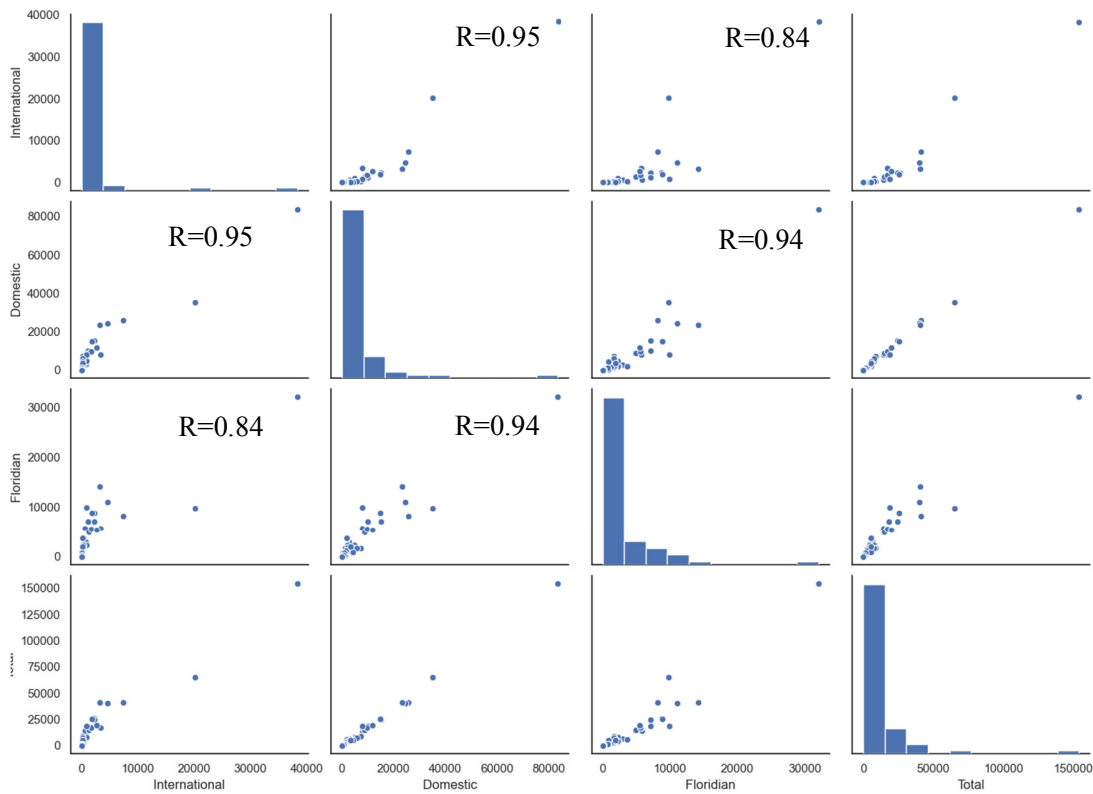 40000
30000
20000
10000
0
International
R=0.95
R=0.84
80000
60000
40000
20000
0
Domestic
R=0.95
R=0.94
30000
20000
10000
0
Floridian
R=0.84
R=0.94
150000
125000
100000
75000
50000
25000
0
0 10000 20000 30000 40000
International
0 20000 40000 60000 80000
Domestic
0 10000 20000 30000
Floridian
0 50000 100000 150000
Total